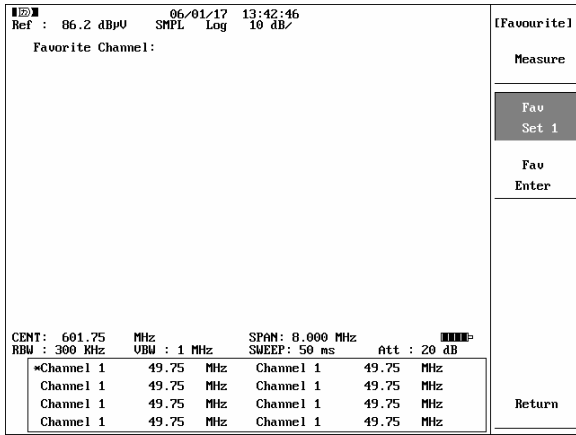 06/01/17 13:42:46
Ref : 86.2 dBµV SMPL Log 10 dB/
Favorite Channel:
CENT: 601.75 MHz SPAN: 8.000 MHz
RBW : 300 KHz VBW : 1 MHz SWEEP: 50 ms Att : 20 dB
*Channel 1 49.75 MHz Channel 1 49.75 MHz
Channel 1 49.75 MHz Channel 1 49.75 MHz
Channel 1 49.75 MHz Channel 1 49.75 MHz
Channel 1 49.75 MHz Channel 1 49.75 MHz
[Favourite]
Measure
Fav
Set 1
Fav
Enter
Return